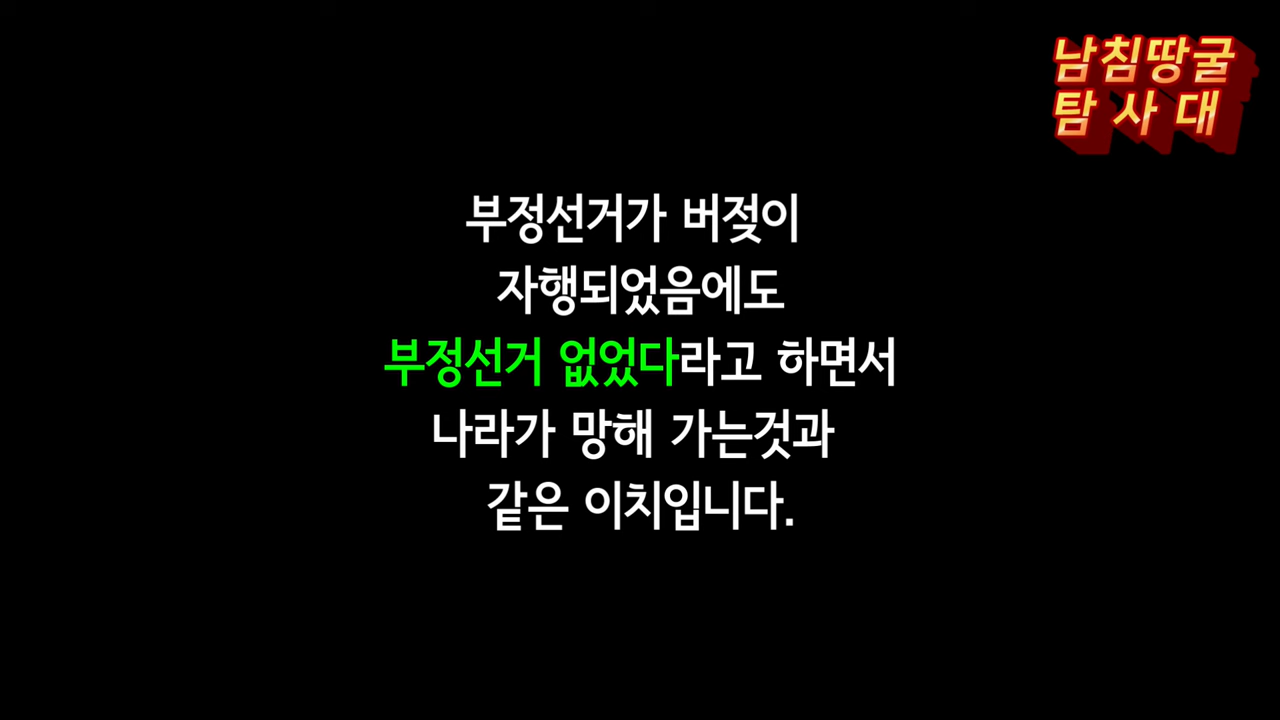 남침땅굴
탐사대
부정선거가 버젖이
자행되었음에도
부정선거 없었다라고 하면서
나라가 망해 가는것과
같은 이치입니다.